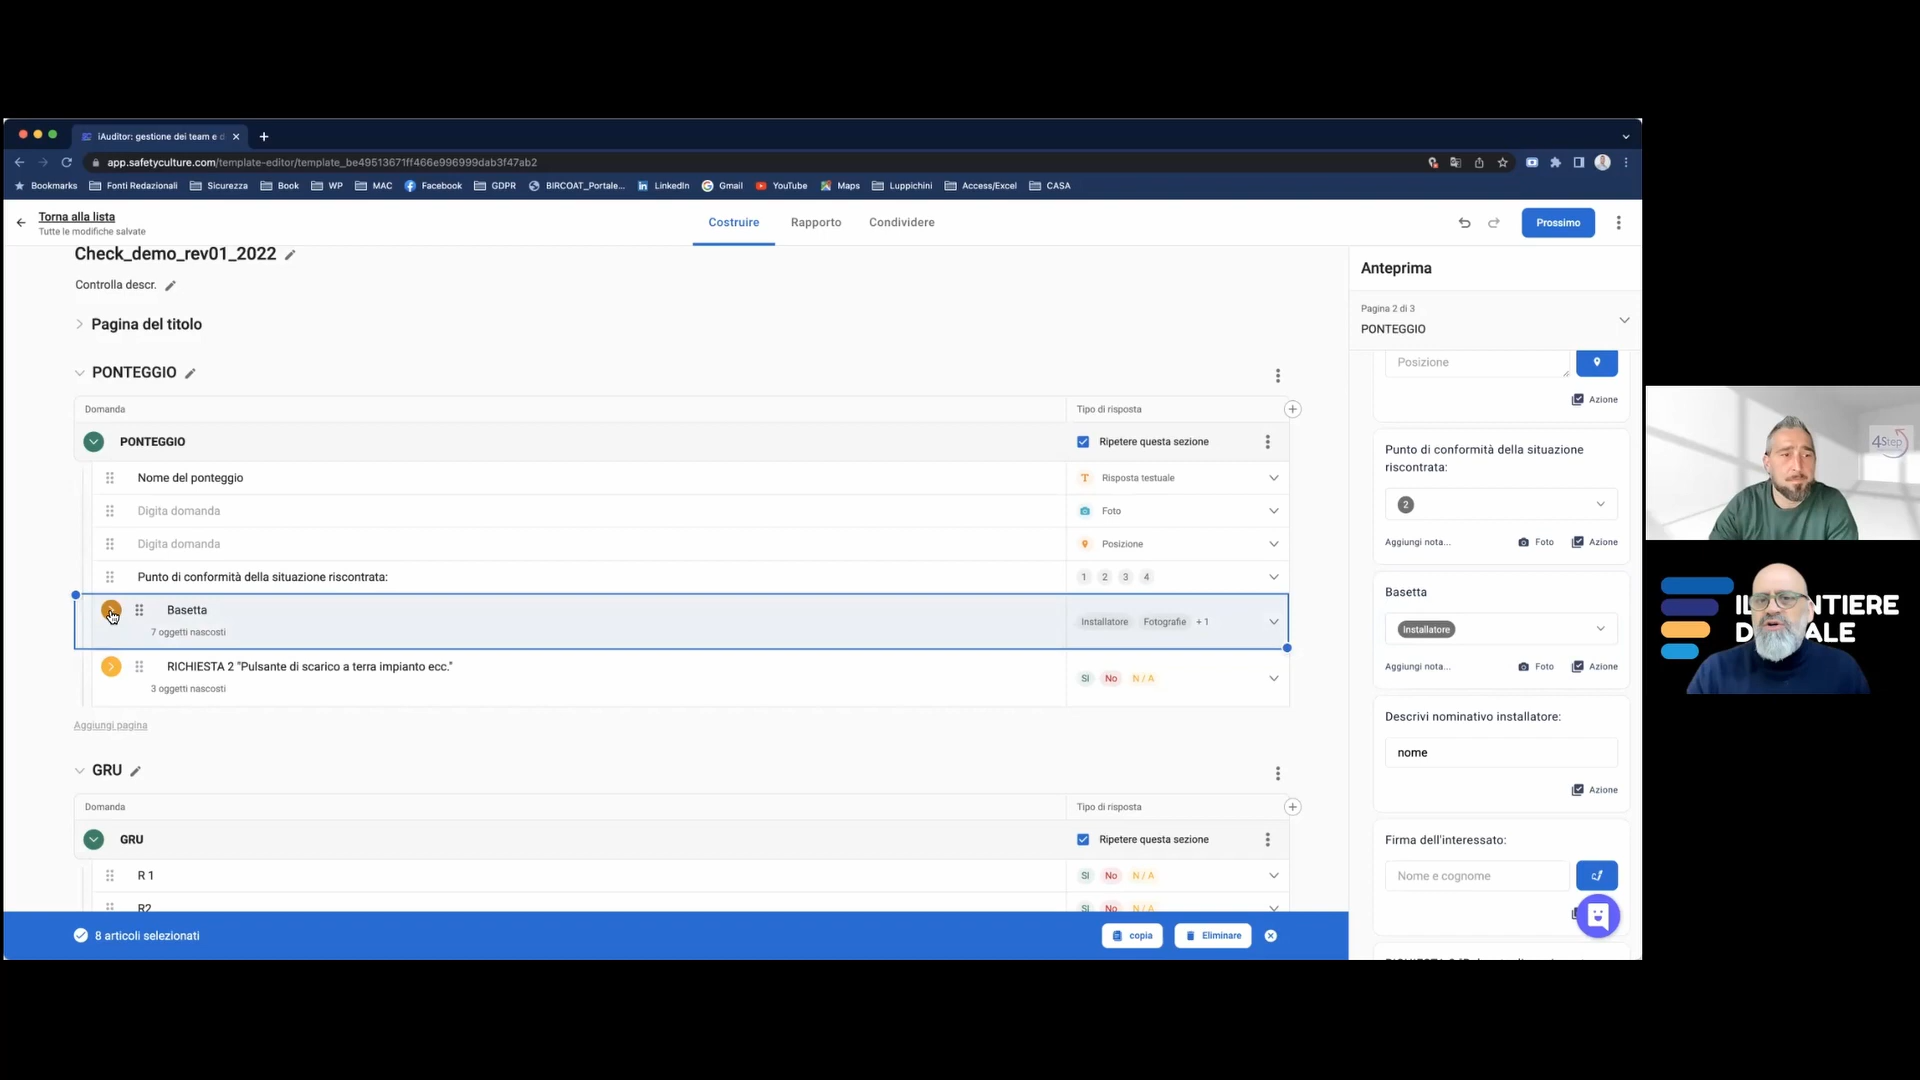 iAuditor: gestione dei team e d
app.safetyculture.com/template-editor/template_be49513671ff466e996999dab3f47ab2
Bookmarks Fonti Redazionali Sicurezza Book WP MAC Facebook GDPR BIRCOAT_Portale... LinkedIn Gmail YouTube Maps Luppichini Access/Excel CASA
Torna alla lista
Tutte le modifiche salvate
Costruire Rapporto Condividere
Prossimo
Check_demo_rev01_2022
Controlla descr.
Pagina del titolo
PONTEGGIO
Domanda Tipo di risposta
PONTEGGIO Ripetere questa sezione
Nome del ponteggio Risposta testuale
Digita domanda Foto
Digita domanda Posizione
Punto di conformità della situazione riscontrata: 1 2 3 4
Basetta
7 oggetti nascosti
Installatore Fotografie + 1
RICHIESTA 2 "Pulsante di scarico a terra impianto ecc."
3 oggetti nascosti
SI No N / A
Aggiungi pagina
GRU
Domanda Tipo di risposta
GRU Ripetere questa sezione
R 1 SI No N / A
R2 SI No N / A
8 articoli selezionati copia Eliminare
Anteprima
Pagina 2 di 3
PONTEGGIO
Posizione
Azione
Punto di conformità della situazione
riscontrata:
2
Aggiungi nota... Foto Azione
Basetta
Installatore
Aggiungi nota... Foto Azione
Descrivi nominativo installatore:
nome
Azione
Firma dell'interessato:
Nome e cognome
4Step